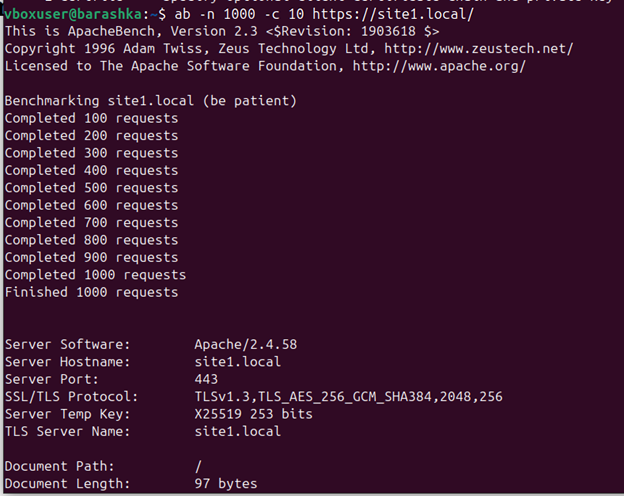 vboxuser@barashka:~$ ab -n 1000 -c 10 https://site1.local/
This is ApacheBench, Version 2.3 <$Revision: 1903618 $>
Copyright 1996 Adam Twiss, Zeus Technology Ltd, http://www.zeustech.net/
Licensed to The Apache Software Foundation, http://www.apache.org/

Benchmarking site1.local (be patient)
Completed 100 requests
Completed 200 requests
Completed 300 requests
Completed 400 requests
Completed 500 requests
Completed 600 requests
Completed 700 requests
Completed 800 requests
Completed 900 requests
Completed 1000 requests
Finished 1000 requests

Server Software:        Apache/2.4.58
Server Hostname:        site1.local
Server Port:            443
SSL/TLS Protocol:       TLSv1.3,TLS_AES_256_GCM_SHA384,2048,256
Server Temp Key:        X25519 253 bits
TLS Server Name:        site1.local

Document Path:          /
Document Length:        97 bytes